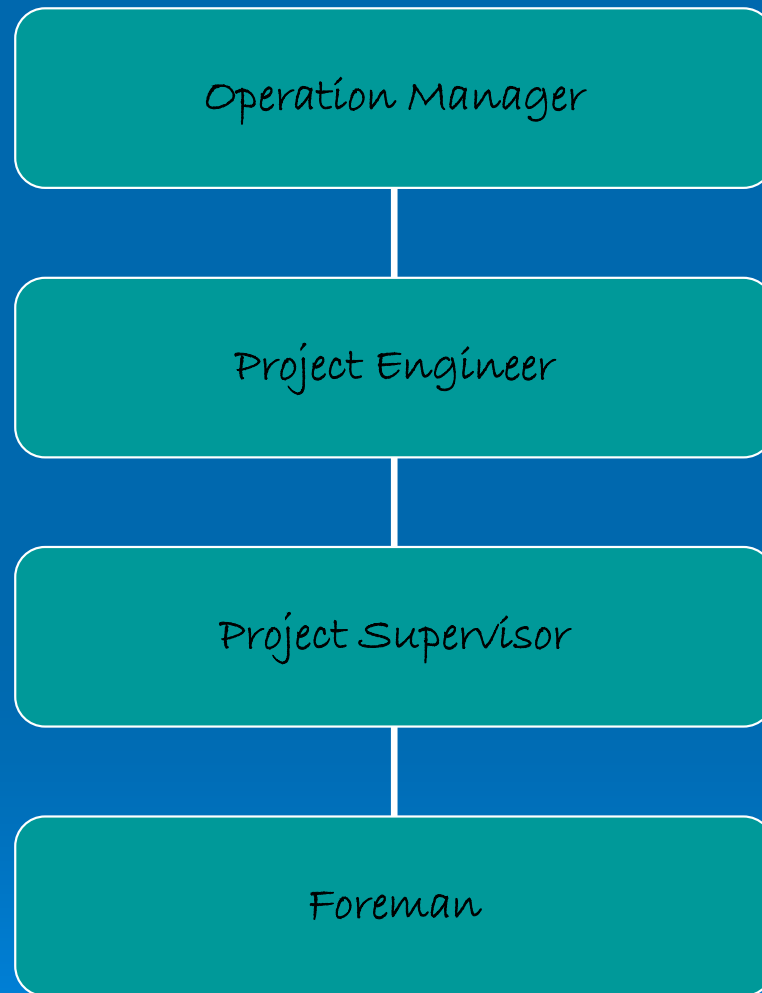 Operation Manager
Project Engineer
Project Supervisor
Foreman